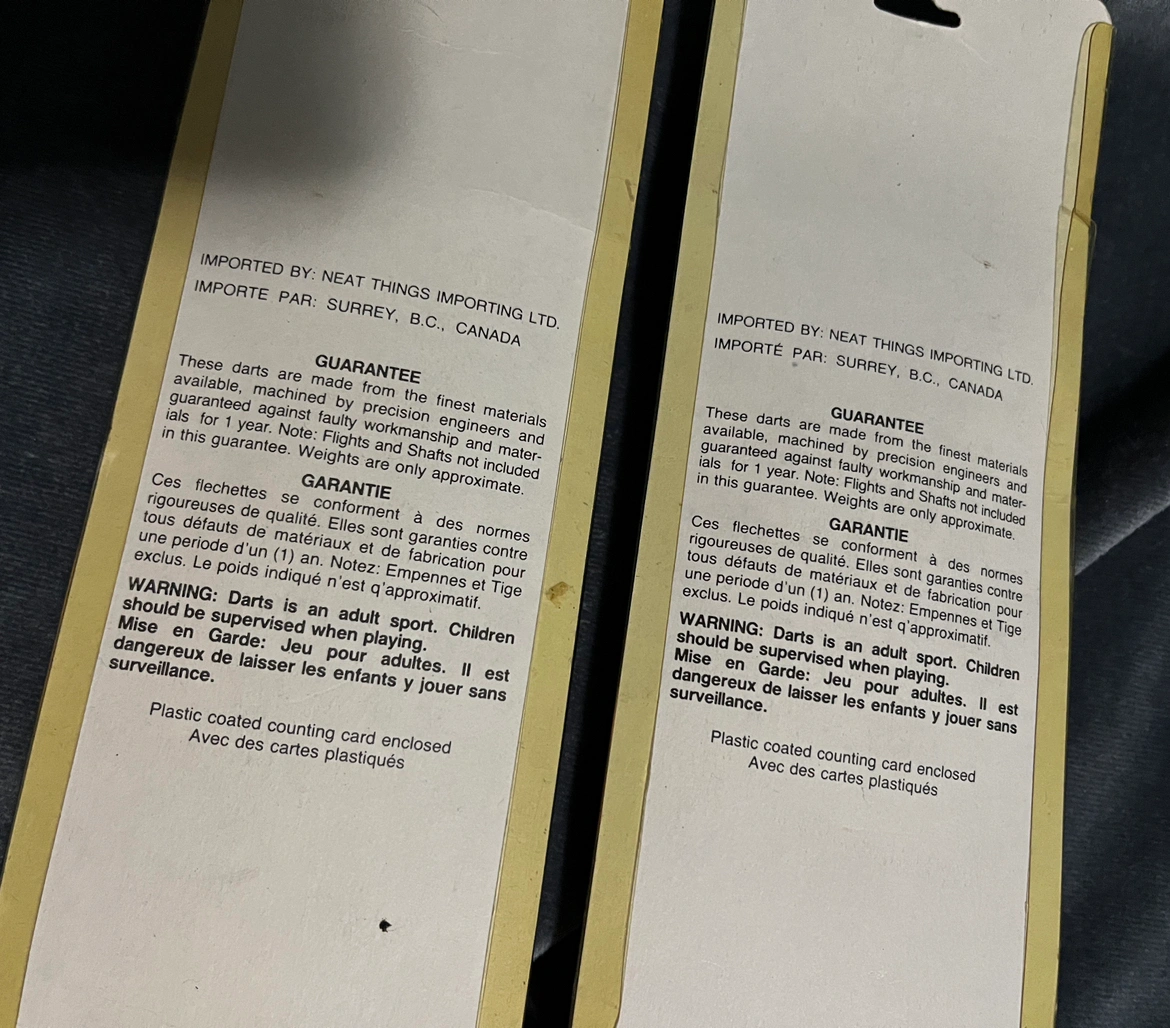 IMPORTED BY: NEAT THINGS IMPORTING LTD.
IMPORTE PAR: SURREY, B.C., CANADA
GUARANTEE
These darts are made from the finest materials
available, machined by precision engineers and
guaranteed against faulty workmanship and mater-
ials for 1 year. Note: Flights and Shafts not included
in this guarantee. Weights are only approximate.
GARANTIE
Ces flechettes se conforment à des normes
rigoureuses de qualité. Elles sont garanties contre
tous défauts de matériaux et de fabrication pour
une periode d'un (1) an. Notez: Empennes et Tige
exclus. Le poids indiqué n'est q'approximatif.
WARNING: Darts is an adult sport. Children
should be supervised when playing.
Mise en Garde: Jeu pour adultes. Il est
dangereux de laisser les enfants y jouer sans
surveillance.
Plastic coated counting card enclosed
Avec des cartes plastiqués
IMPORTED BY: NEAT THINGS IMPORTING LTD.
IMPORTÉ PAR: SURREY, B.C., CANADA
GUARANTEE
These darts are made from the finest materials
available, machined by precision engineers and
guaranteed against faulty workmanship and mater-
ials for 1 year. Note: Flights and Shafts not included
in this guarantee. Weights are only approximate.
GARANTIE
Ces flechettes se conforment à des normes
rigoureuses de qualité. Elles sont garanties contre
tous défauts de matériaux et de fabrication pour
une periode d'un (1) an. Notez: Empennes et Tige
exclus. Le poids indiqué n'est q'approximatif.
WARNING: Darts is an adult sport. Children
should be supervised when playing.
Mise en Garde: Jeu pour adultes. Il est
dangereux de laisser les enfants y jouer sans
surveillance.
Plastic coated counting card enclosed
Avec des cartes plastiqués